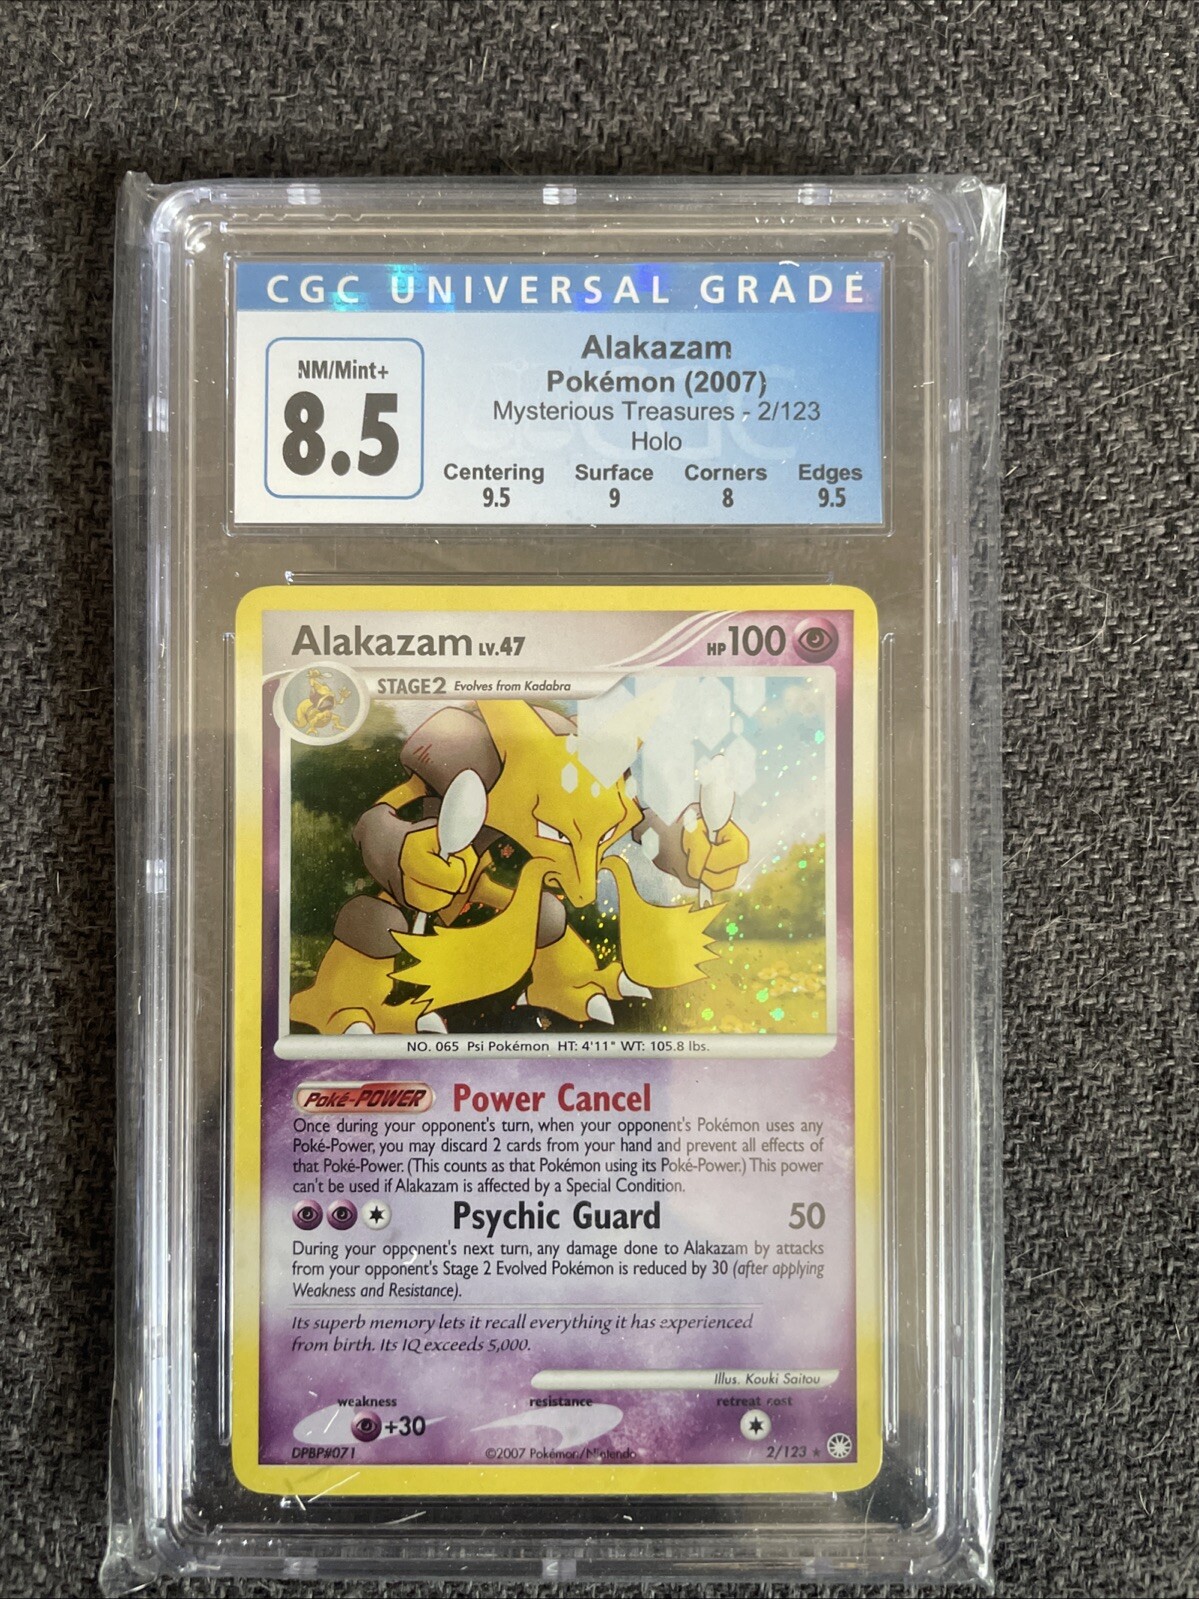 CGC UNIVERSAL GRADE
NM/Mint+
8.5
Alakazam
Pokémon (2007)
Mysterious Treasures - 2/123
Holo
Centering Surface Corners Edges
9.5 9 8 9.5
Alakazam LV.47 HP100
STAGE2 Evolves from Kadabra
NO. 065 Psi Pokémon HT: 4'11" WT: 105.8 lbs.
Poké-POWER Power Cancel
Once during your opponent's turn, when your opponent's Pokémon uses any
Poké-Power, you may discard 2 cards from your hand and prevent all effects of
that Poké-Power. (This counts as that Pokémon using its Poké-Power.) This power
can't be used if Alakazam is affected by a Special Condition.
Psychic Guard 50
During your opponent's next turn, any damage done to Alakazam by attacks
from your opponent's Stage 2 Evolved Pokémon is reduced by 30 (after applying
Weakness and Resistance).
Its superb memory lets it recall everything it has experienced
from birth. Its IQ exceeds 5,000.
Illus. Kouki Saitou
weakness resistance retreat cost
+30
DPBP#071 ©2007 Pokémon/Nintendo 2/123